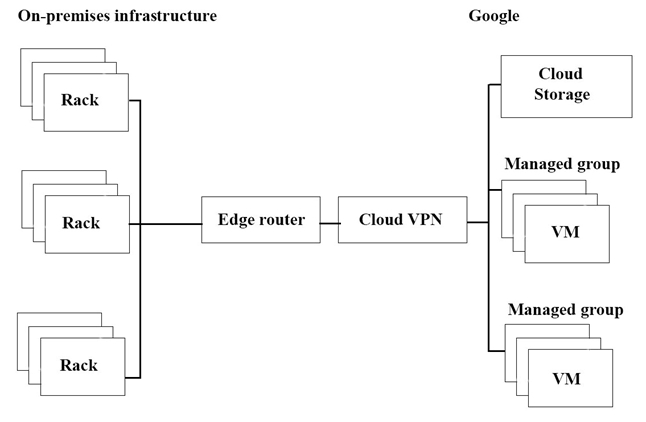 On-premises infrastructure
Google
Rack
Rack
Rack
Edge router
Cloud VPN
Cloud
Storage
Managed group
VM
Managed group
VM